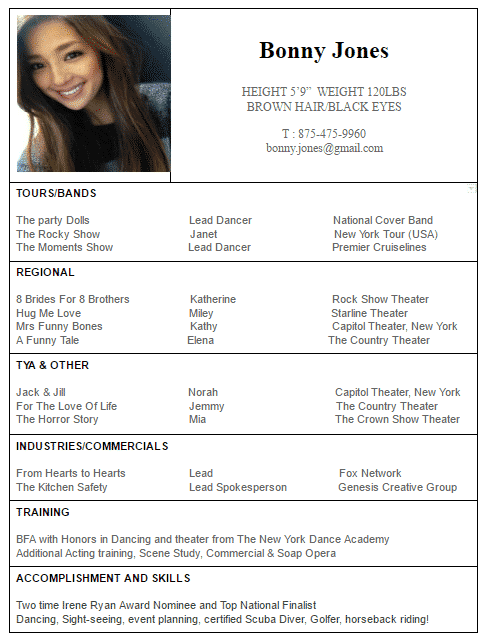 Bonny Jones
HEIGHT 5’9” WEIGHT 120LBS
BROWN HAIR/BLACK EYES
T : 875-475-9960
bonny.jones@gmail.com
TOURS/BANDS
The party Dolls Lead Dancer National Cover Band
The Rocky Show Janet New York Tour (USA)
The Moments Show Lead Dancer Premier Cruiselines
REGIONAL
8 Brides For 8 Brothers Katherine Rock Show Theater
Hug Me Love Miley Starline Theater
Mrs Funny Bones Kathy Capitol Theater, New York
A Funny Tale Elena The Country Theater
TYA & OTHER
Jack & Jill Norah Capitol Theater, New York
For The Love Of Life Jemmy The Country Theater
The Horror Story Mia The Crown Show Theater
INDUSTRIES/COMMERCIALS
From Hearts to Hearts Lead Fox Network
The Kitchen Safety Lead Spokesperson Genesis Creative Group
TRAINING
BFA with Honors in Dancing and theater from The New York Dance Academy
Additional Acting training, Scene Study, Commercial & Soap Opera
ACCOMPLISHMENT AND SKILLS
Two time Irene Ryan Award Nominee and Top National Finalist
Dancing, Sight-seeing, event planning, certified Scuba Diver, Golfer, horseback riding!